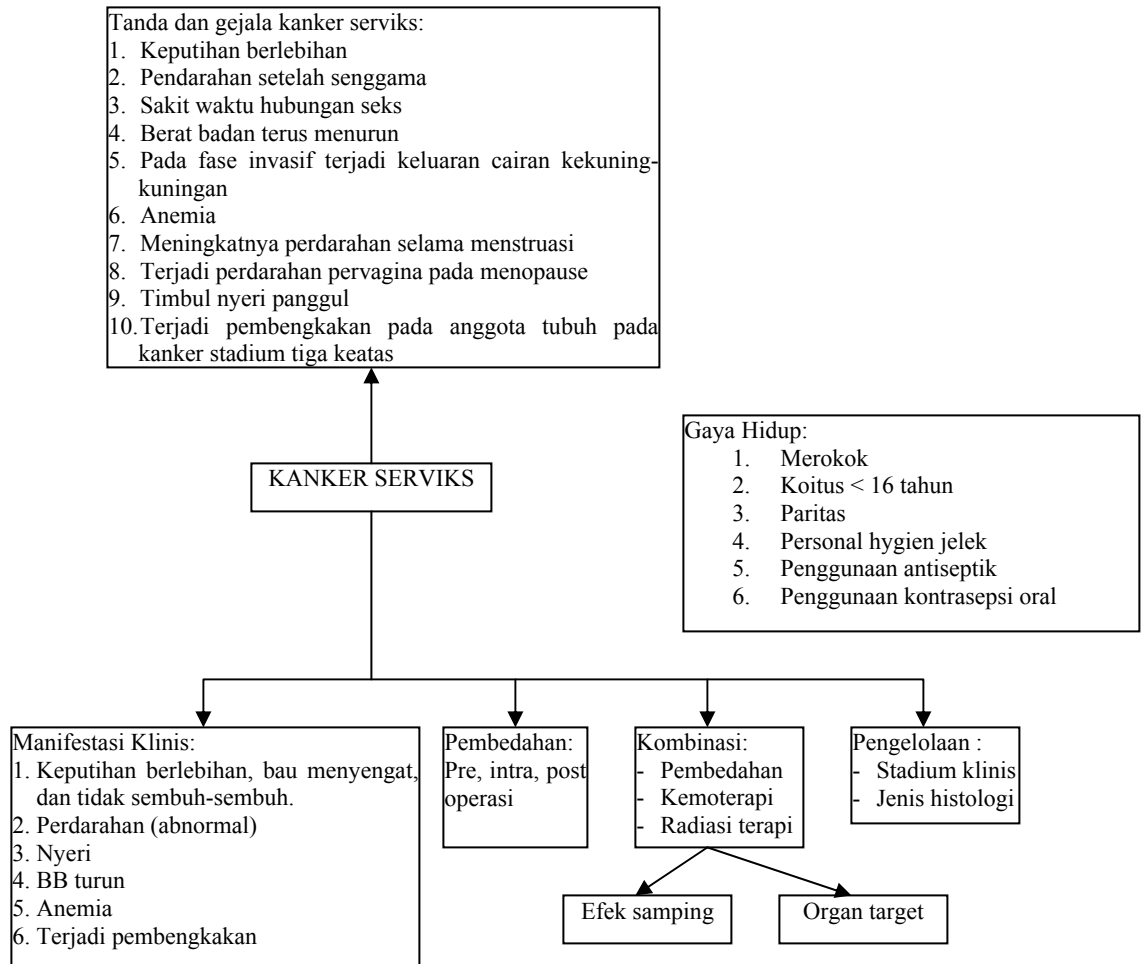 Tanda dan gejala kanker serviks:
1. Keputihan berlebihan
2. Pendarahan setelah senggama
3. Sakit waktu hubungan seks
4. Berat badan terus menurun
5. Pada fase invasif terjadi keluaran cairan kekuning-
kuningan
6. Anemia
7. Meningkatnya perdarahan selama menstruasi
8. Terjadi perdarahan pervagina pada menopause
9. Timbul nyeri panggul
10. Terjadi pembengkakan pada anggota tubuh pada
kanker stadium tiga keatas
KANKER SERVIKS
Gaya Hidup:
1. Merokok
2. Koitus < 16 tahun
3. Paritas
4. Personal hygien jelek
5. Penggunaan antiseptik
6. Penggunaan kontrasepsi oral
Manifestasi Klinis:
1. Keputihan berlebihan, bau menyengat,
dan tidak sembuh-sembuh.
2. Perdarahan (abnormal)
3. Nyeri
4. BB turun
5. Anemia
6. Terjadi pembengkakan
Pembedahan:
Pre, intra, post
operasi
Kombinasi:
- Pembedahan
- Kemoterapi
- Radiasi terapi
Pengelolaan :
- Stadium klinis
- Jenis histologi
Efek samping
Organ target